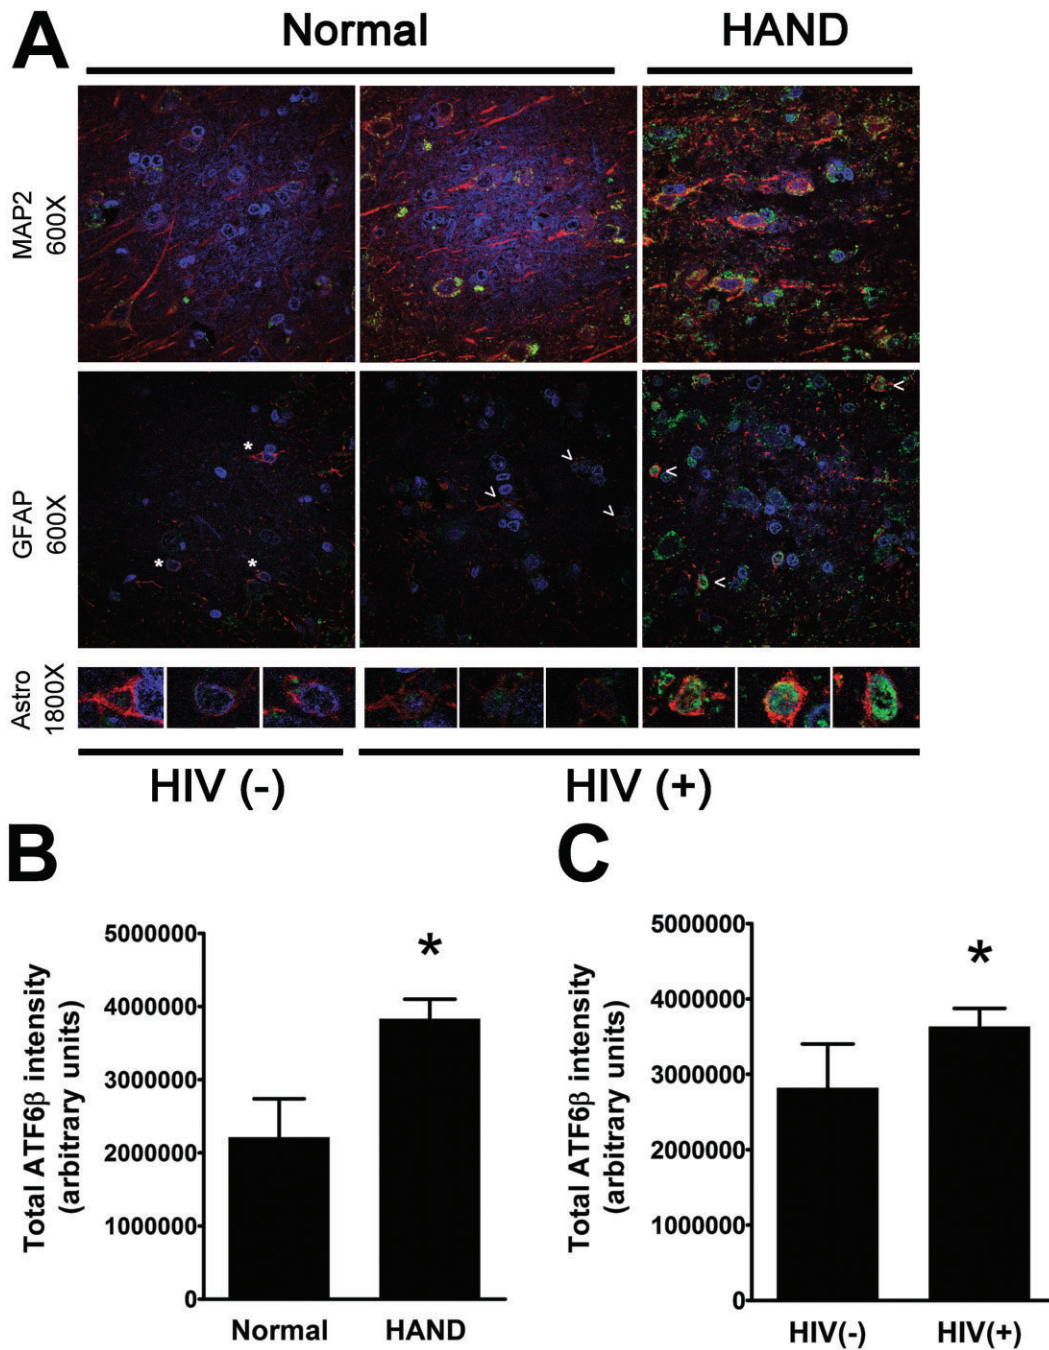 A
Normal
HAND
MAP2
600X
GFAP
600X
*
*
*
<
<
<
<
<
<
Astro
1800X
HIV (-)
HIV (+)
B
Total ATF6β intensity
(arbitrary units)
5000000
4000000
3000000
2000000
1000000
0
*
Normal
HAND
C
Total ATF6β intensity
(arbitrary units)
5000000
4000000
3000000
2000000
1000000
0
*
HIV(-)
HIV(+)